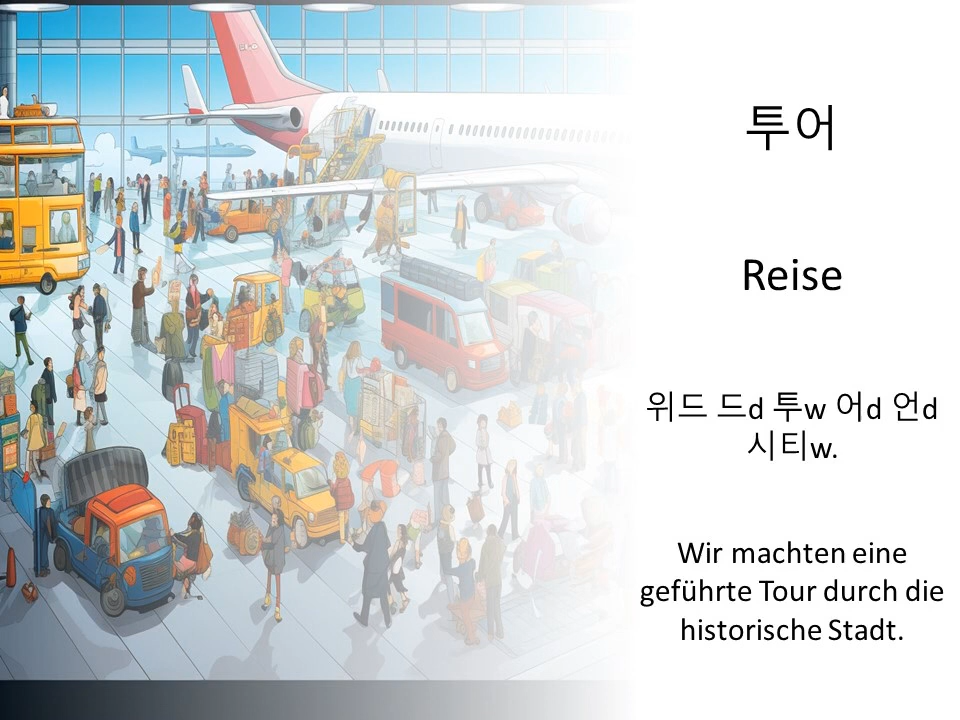 투어
Reise
위드 드d 투w 어d 언d
시티w.
Wir machten eine
geführte Tour durch die
historische Stadt.